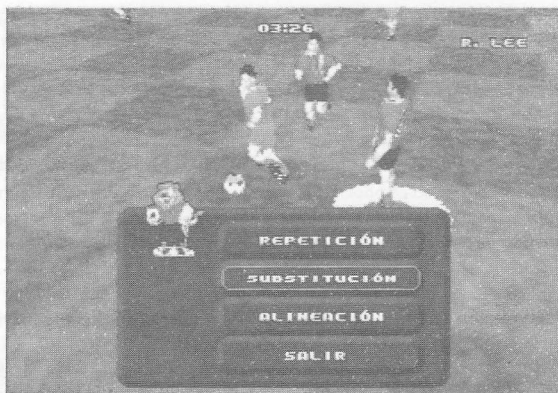 03:26
R. LEE
REPETICIÓN
SUBSTITUCIÓN
ALINEACIÓN
SALIR